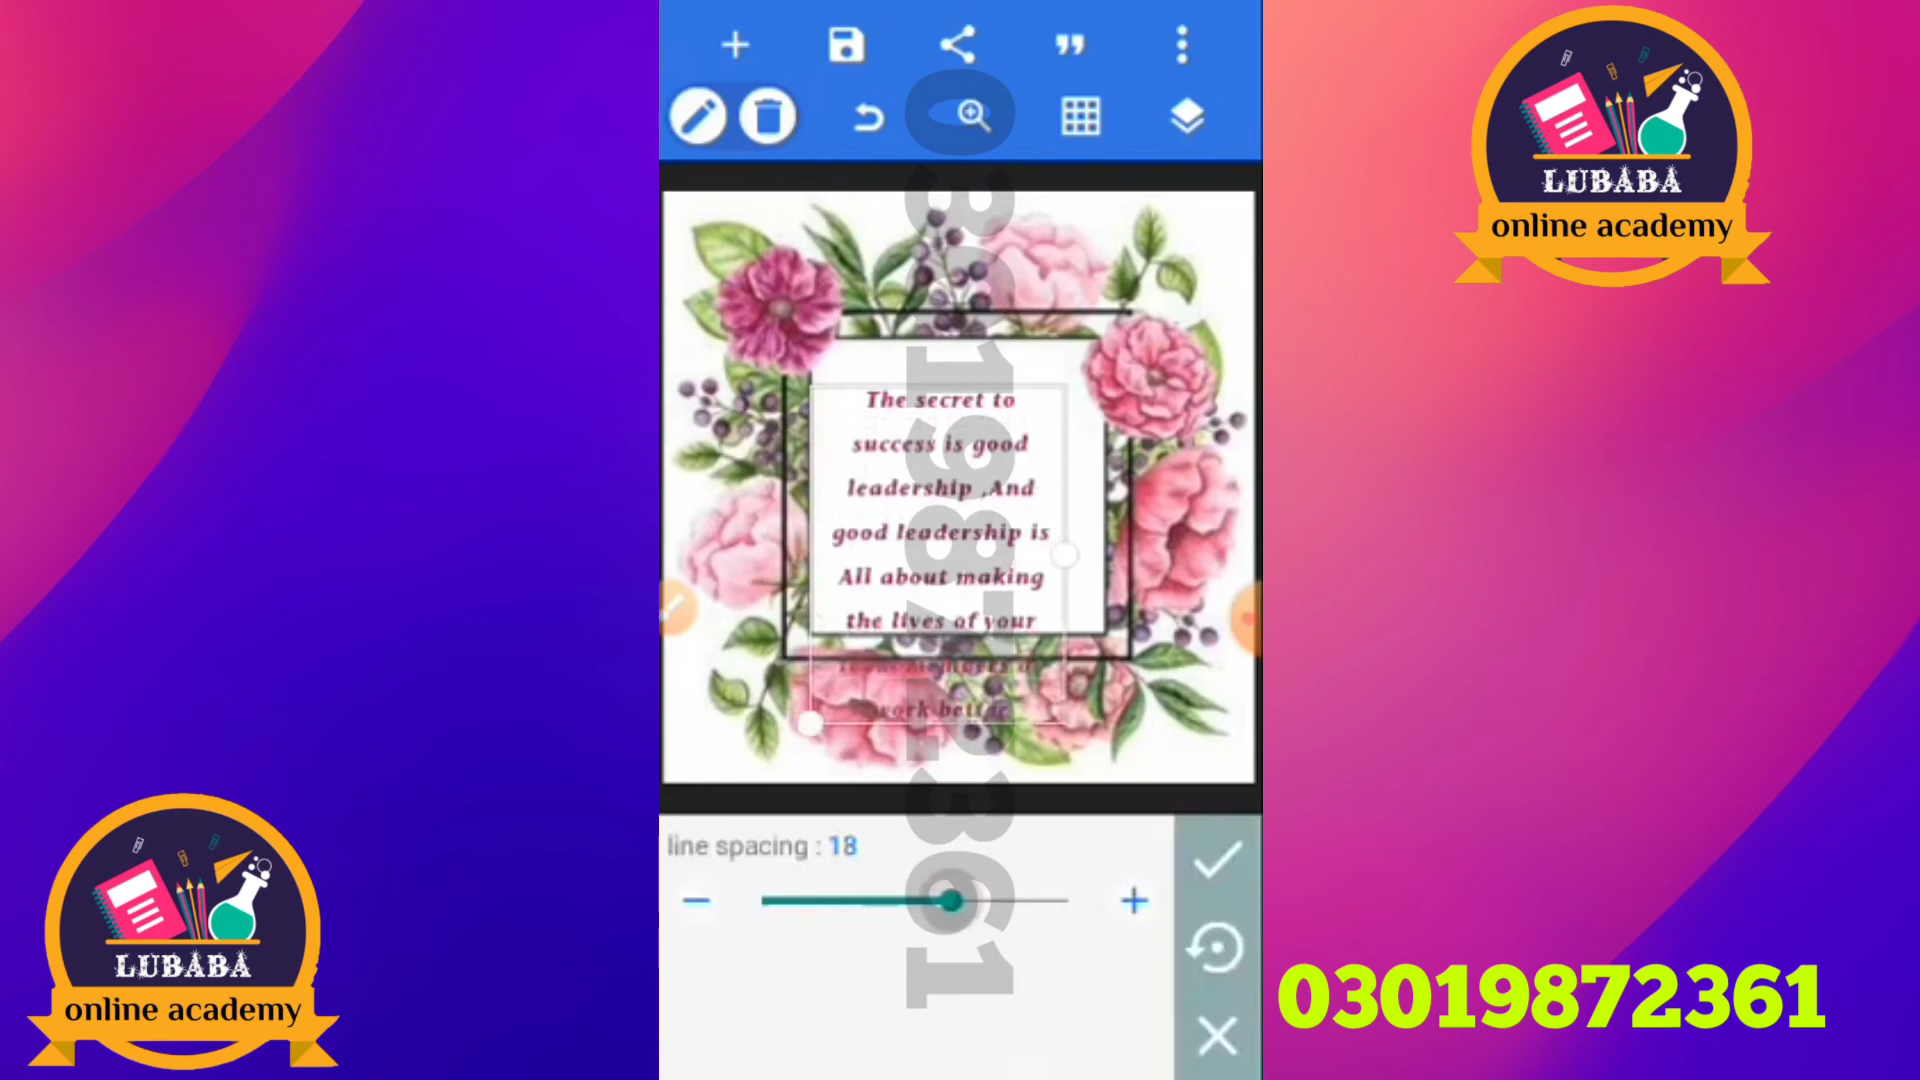 LUBABA
online academy
The secret to
success is good
leadership ,And
good leadership is
All about making
the lives of your
work better
line spacing : 18
03019872361
LUBABA
online academy
03019872361